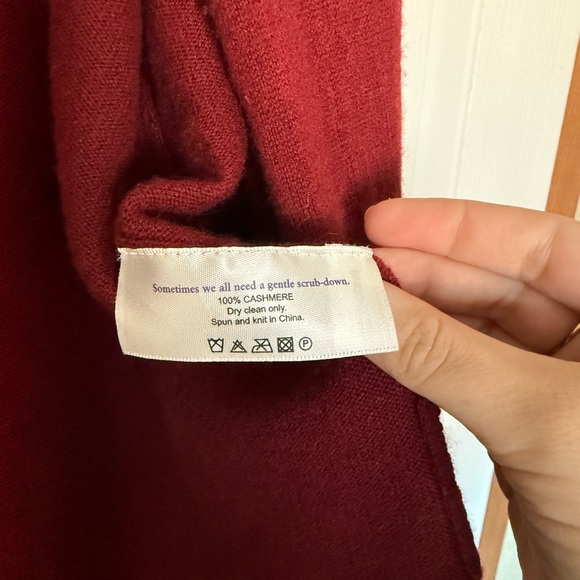 Sometimes we all need a gentle scrub-down.
100% CASHMERE
Dry clean only.
Spun and knit in China.
P